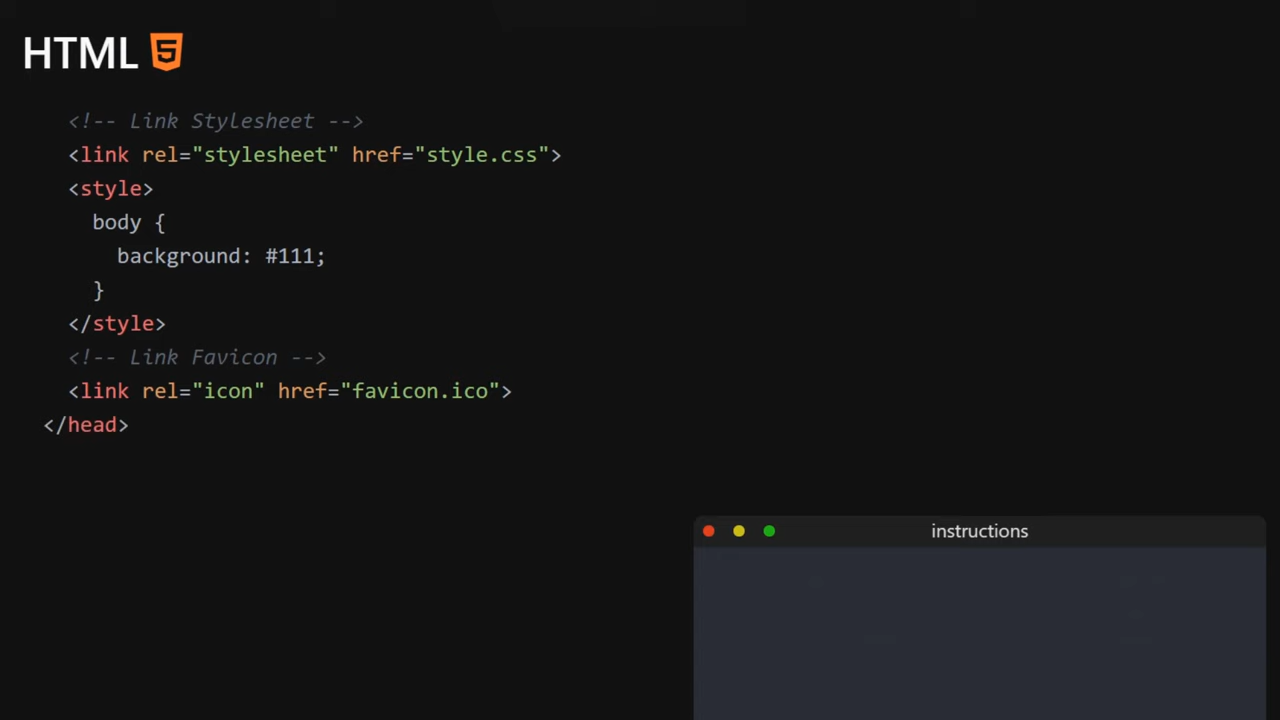 HTML 5
<!-- Link Stylesheet -->
<link rel="stylesheet" href="style.css">
<style>
body {
background: #111;
}
</style>
<!-- Link Favicon -->
<link rel="icon" href="favicon.ico">
</head>
instructions